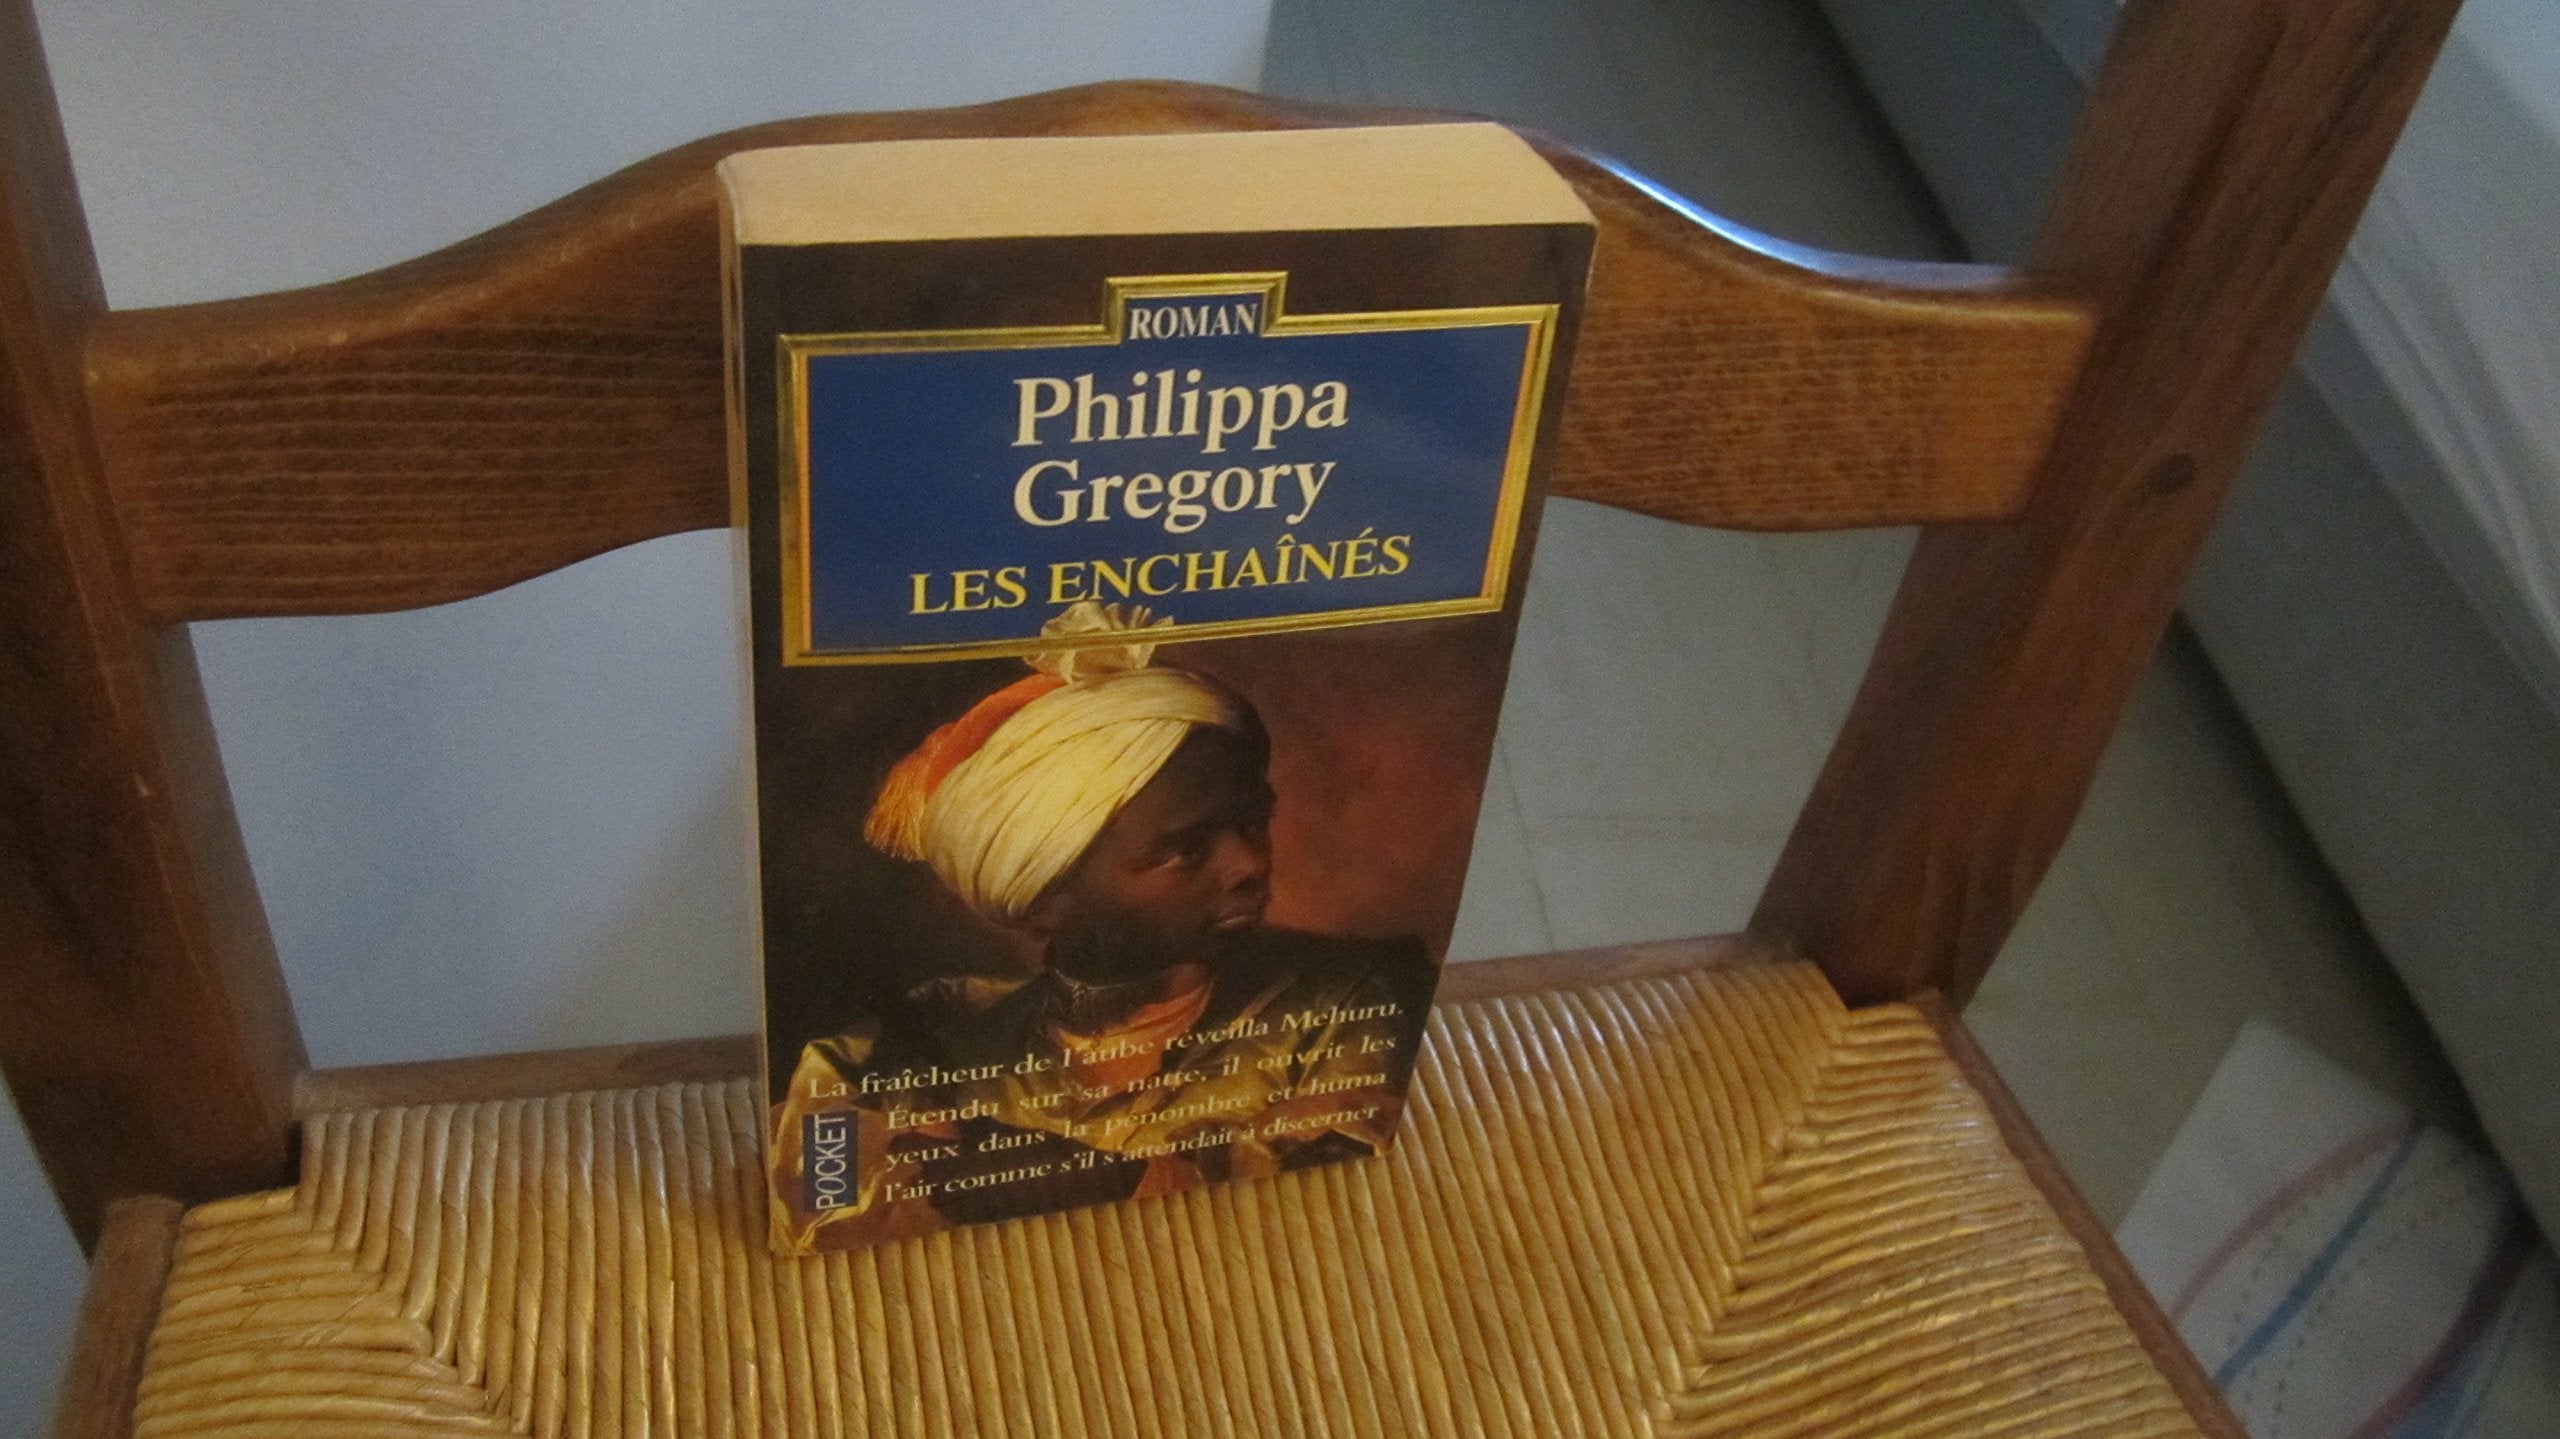 ROMAN
Philippa
Gregory
LES ENCHAÎNÉS
La fraîcheur de l'aube réveilla Mehuru.
Étendu sur sa natte, il ouvrit les
yeux dans la pénombre et huma
l'air comme s'il s'attendait à discerner
POCKET